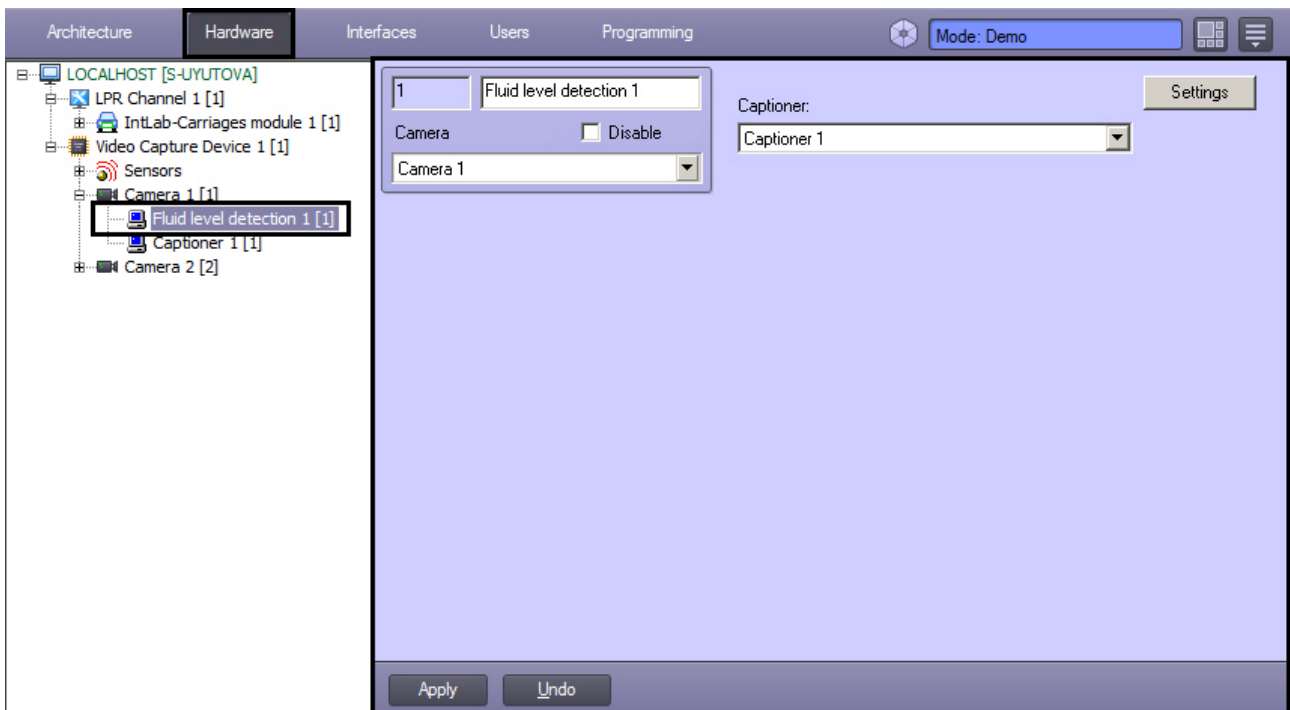 Architecture Hardware Interfaces Users Programming Mode: Demo
LOCALHOST [S-UYUTOVA]
LPR Channel 1 [1]
IntLab-Carriages module 1 [1]
Video Capture Device 1 [1]
Sensors
Camera 1 [1]
Fluid level detection 1 [1]
Captioner 1 [1]
Camera 2 [2]
1 Fluid level detection 1
Camera Disable
Camera 1
Captioner:
Captioner 1
Settings
Apply Undo